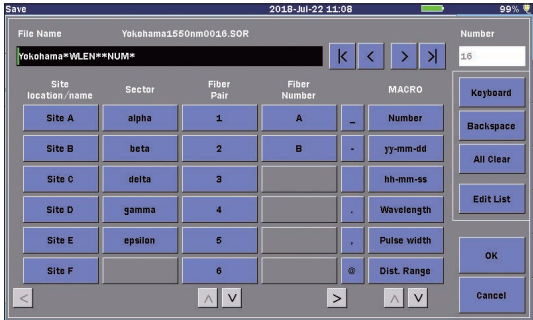 Save 2018-Jul-22 11:08 99%
File Name Yokohama1550nm0016.SOR Number
Yokohama*WLEN**NUM* 16
Site location/name Sector Fiber Pair Fiber Number MACRO
Keyboard
Site A alpha 1 A _ Number
Backspace
Site B beta 2 B - yy-mm-dd
All Clear
Site C delta 3 hh-mm-ss
Edit List
Site D gamma 4 . Wavelength
Site E epsilon 5 , Pulse width
OK
Site F 6 @ Dist. Range
Cancel